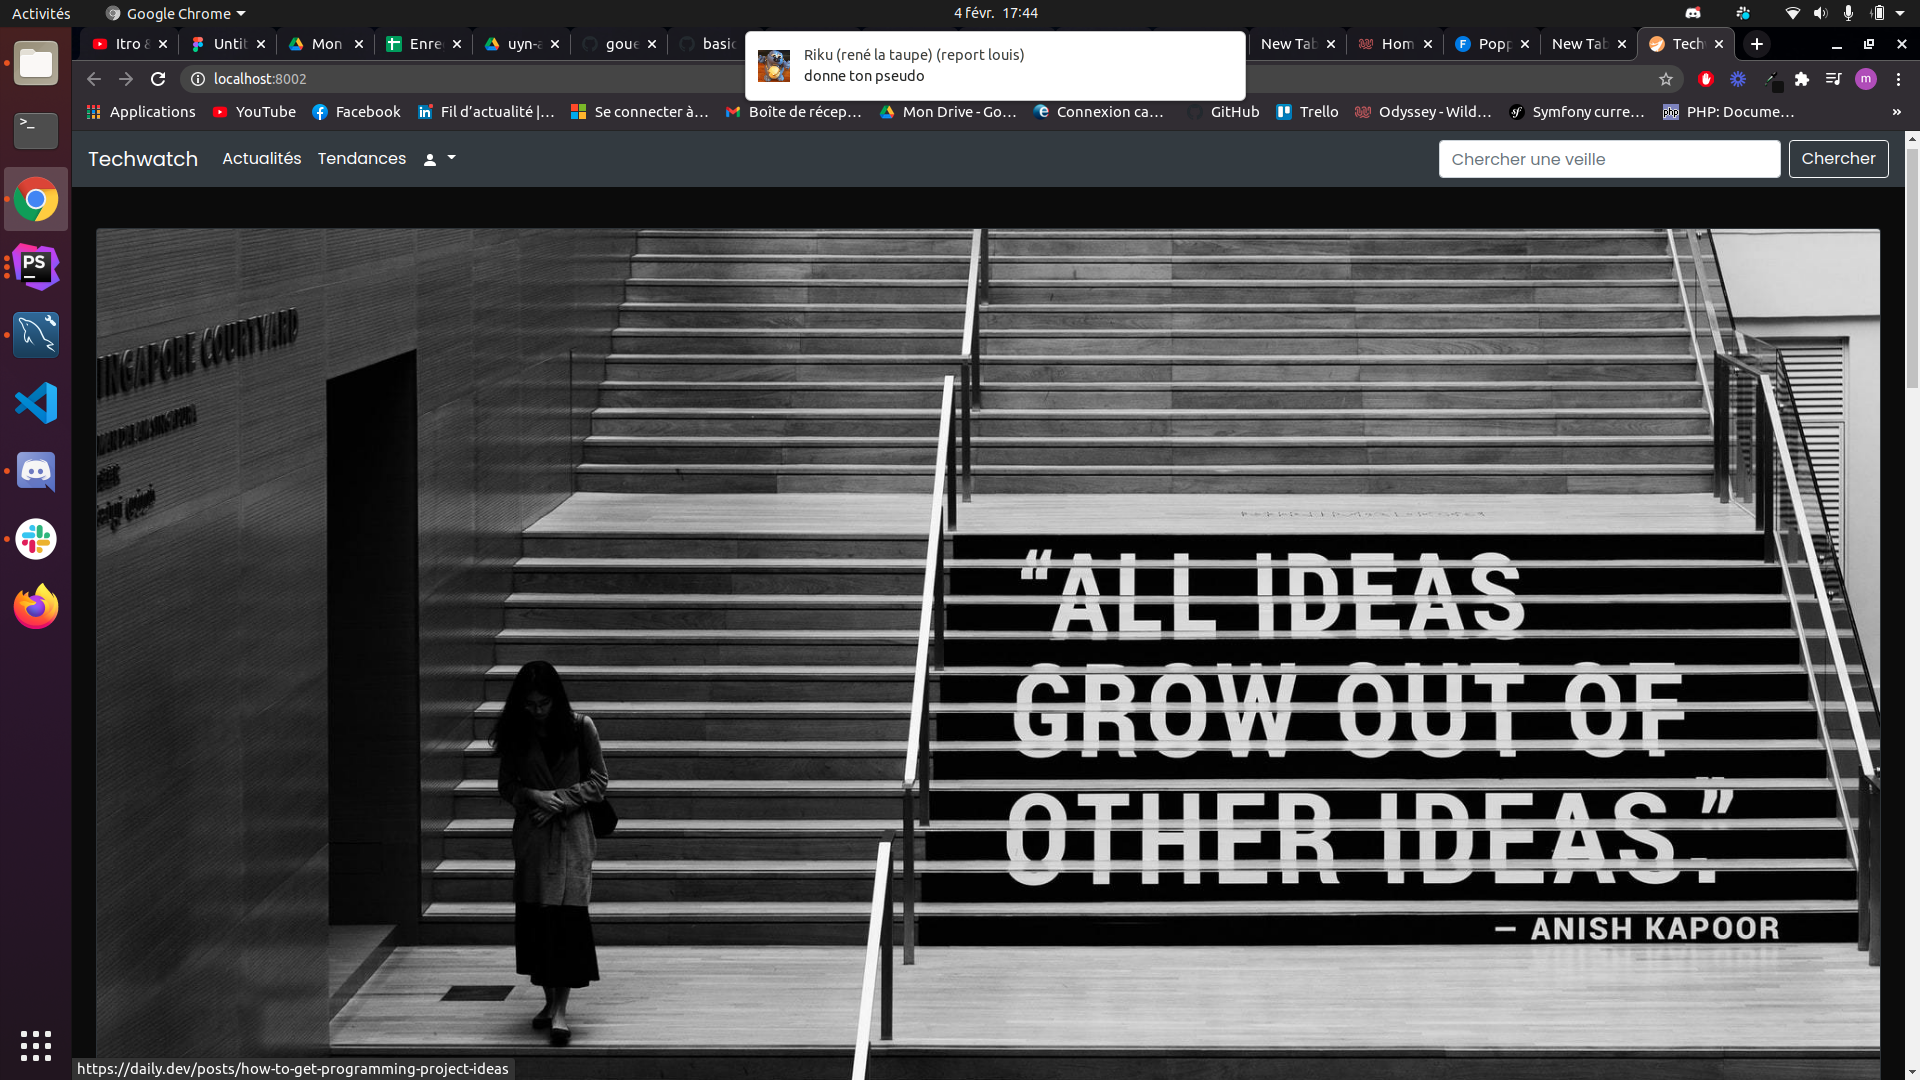 Activités
Google Chrome
4 févr. 17:44
Itro &
Untit
Mon
Enre
uyn-a
goue
basic
New Tab
Hom
Popp
New Tab
Tech
Riku (rené la taupe) (report louis)
donne ton pseudo
localhost:8002
m
Applications
YouTube
Facebook
Fil d’actualité |…
Se connecter à…
Boîte de récep…
Mon Drive - Go…
Connexion ca…
GitHub
Trello
Odyssey - Wild…
Symfony curre…
php
PHP: Docume…
»
Techwatch
Actualités
Tendances
Chercher une veille
Chercher
PS
INGAPORE COURTYARD
“ALL IDEAS
GROW OUT OF
OTHER IDEAS.”
— ANISH KAPOOR
https://daily.dev/posts/how-to-get-programming-project-ideas